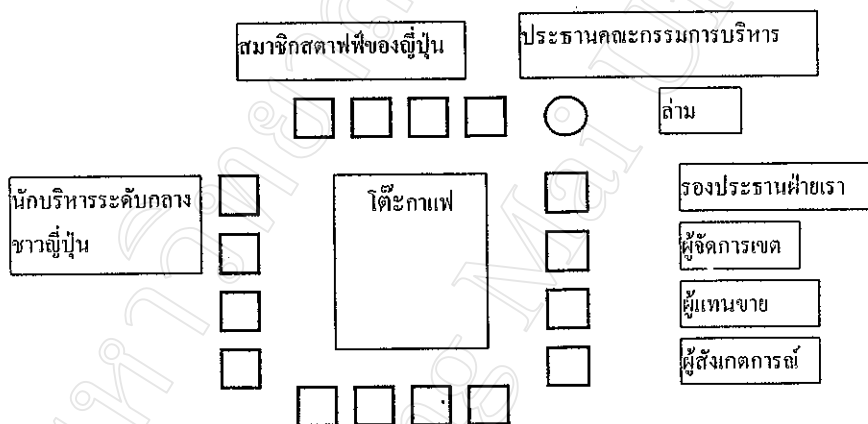 สมาชิกสตาฟฟ์ของญี่ปุ่น
ประธานคณะกรรมการบริหาร
ล่าม
นักบริหารระดับกลาง
ชาวญี่ปุ่น
โต๊ะกาแฟ
รองประธานฝ่ายเรา
ผู้จัดการเขต
ผู้แทนขาย
ผู้สังเกตการณ์